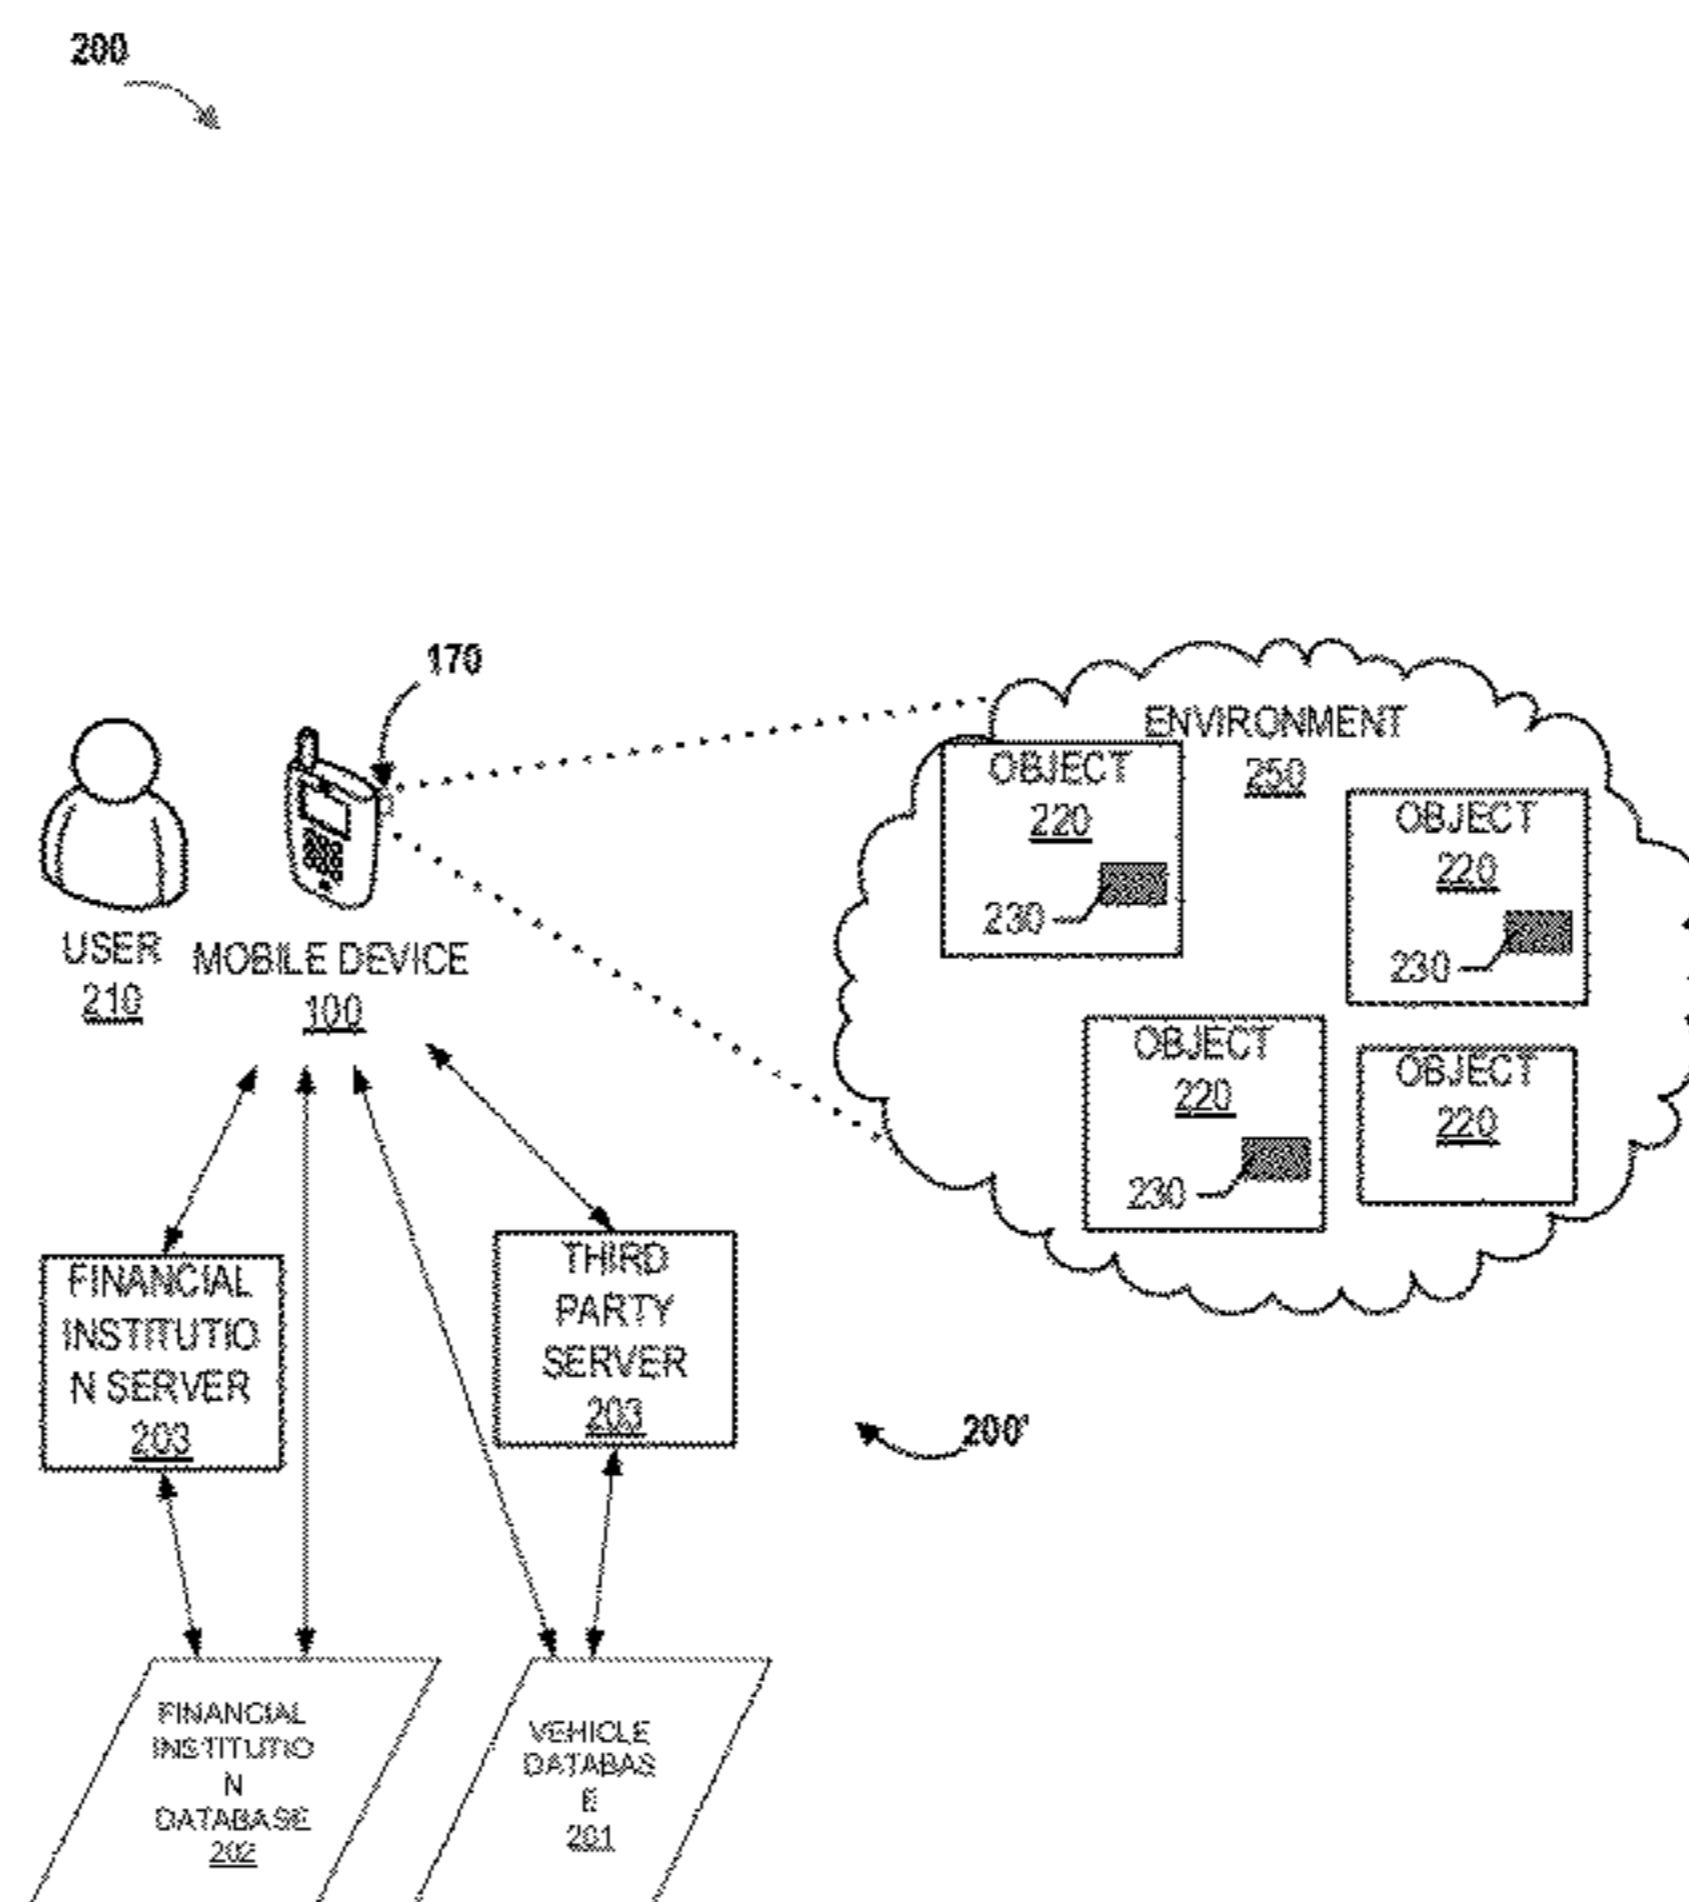 200
170
ENVIRONMENT
250
OBJECT
220
230
OBJECT
220
230
OBJECT
220
230
OBJECT
220
USER
210
MOBILE DEVICE
100
FINANCIAL
INSTITUTIO
N SERVER
203
THIRD
PARTY
SERVER
203
200'
FINANCIAL
INSTITUTIO
N
DATABASE
202
VEHICLE
DATABAS
E
201